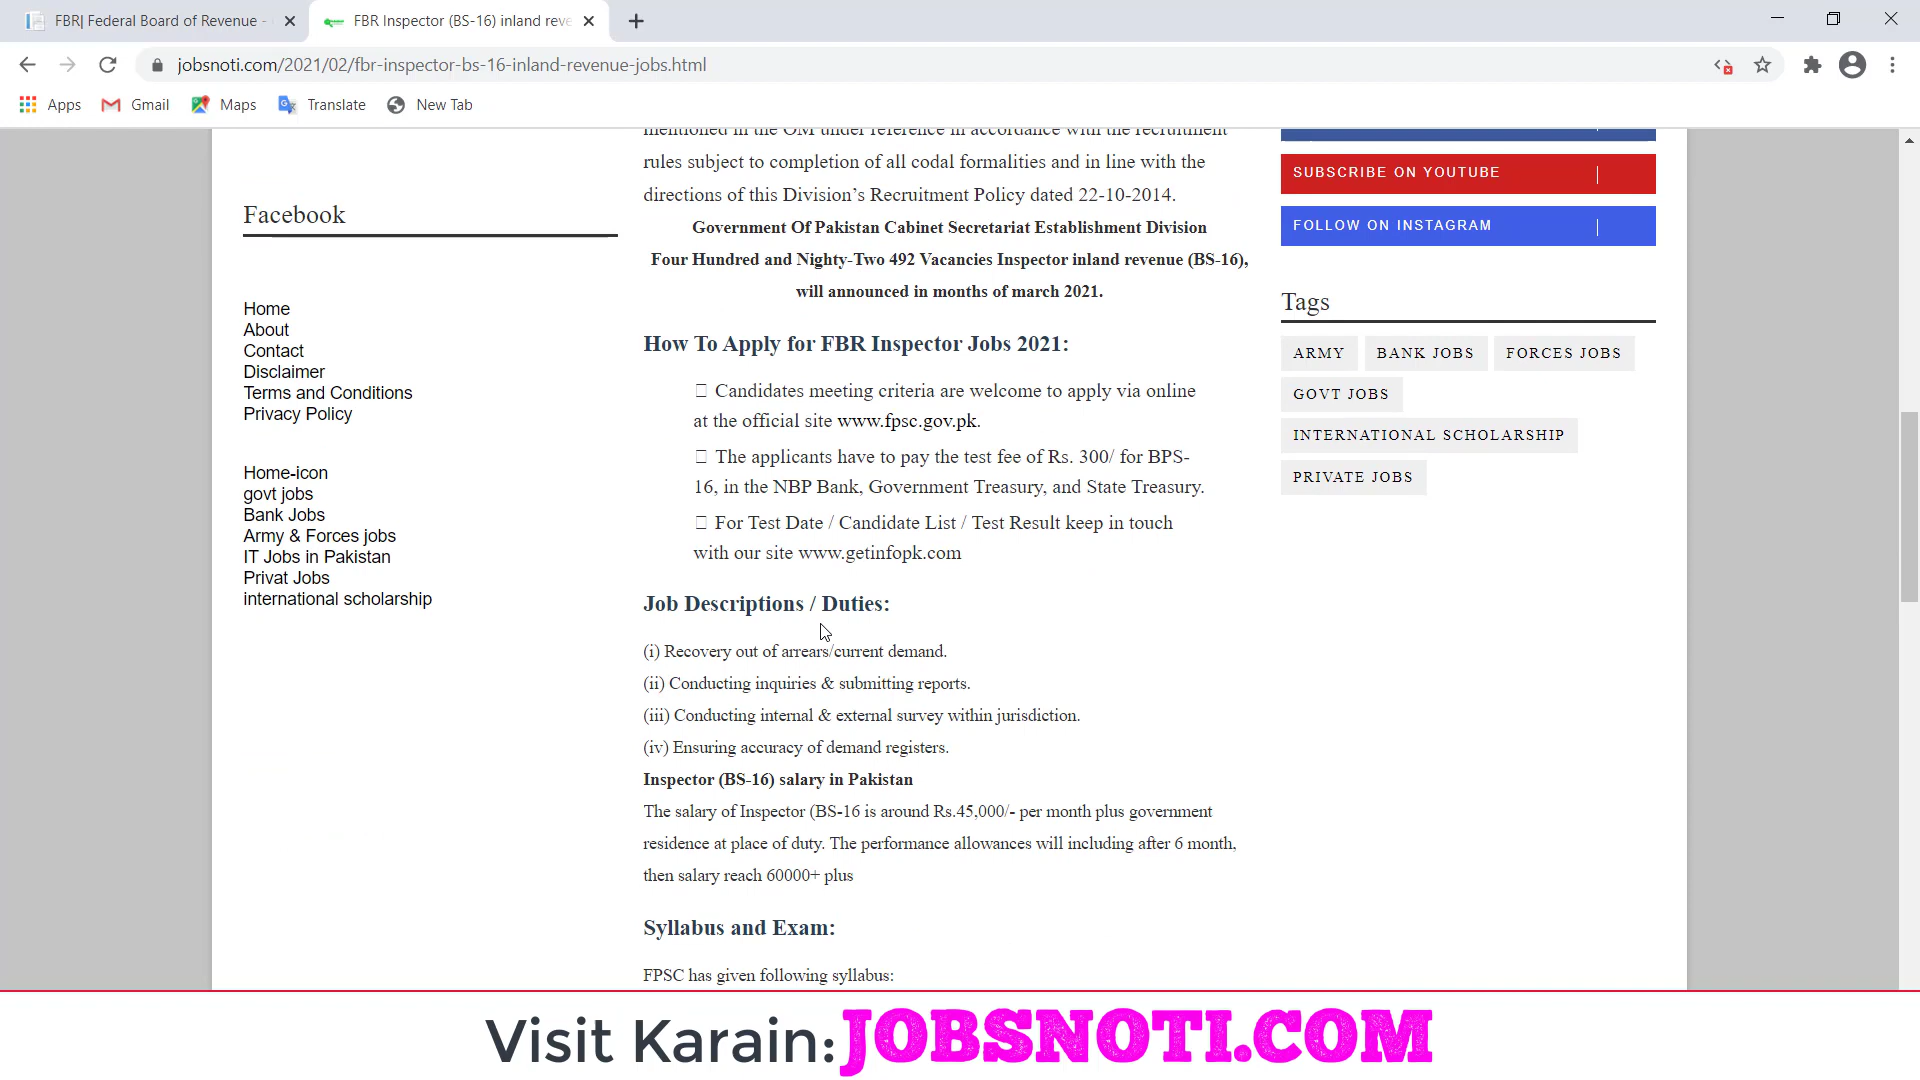 FBR| Federal Board of Revenue -
FBR Inspector (BS-16) inland reve
jobsnoti.com/2021/02/fbr-inspector-bs-16-inland-revenue-jobs.html
Apps
Gmail
Maps
Translate
New Tab
Facebook
Home
About
Contact
Disclaimer
Terms and Conditions
Privacy Policy
Home-icon
govt jobs
Bank Jobs
Army & Forces jobs
IT Jobs in Pakistan
Privat Jobs
international scholarship
mentioned in the OM under reference in accordance with the recruitment
rules subject to completion of all codal formalities and in line with the
directions of this Division’s Recruitment Policy dated 22-10-2014.
Government Of Pakistan Cabinet Secretariat Establishment Division
Four Hundred and Nighty-Two 492 Vacancies Inspector inland revenue (BS-16),
will announced in months of march 2021.
How To Apply for FBR Inspector Jobs 2021:
Candidates meeting criteria are welcome to apply via online
at the official site www.fpsc.gov.pk.
The applicants have to pay the test fee of Rs. 300/ for BPS-
16, in the NBP Bank, Government Treasury, and State Treasury.
For Test Date / Candidate List / Test Result keep in touch
with our site www.getinfopk.com
Job Descriptions / Duties:
(i) Recovery out of arrears/current demand.
(ii) Conducting inquiries & submitting reports.
(iii) Conducting internal & external survey within jurisdiction.
(iv) Ensuring accuracy of demand registers.
Inspector (BS-16) salary in Pakistan
The salary of Inspector (BS-16 is around Rs.45,000/- per month plus government
residence at place of duty. The performance allowances will including after 6 month,
then salary reach 60000+ plus
Syllabus and Exam:
FPSC has given following syllabus:
SUBSCRIBE ON YOUTUBE
FOLLOW ON INSTAGRAM
Tags
ARMY
BANK JOBS
FORCES JOBS
GOVT JOBS
INTERNATIONAL SCHOLARSHIP
PRIVATE JOBS
Visit Karain:JOBSNOTI.COM